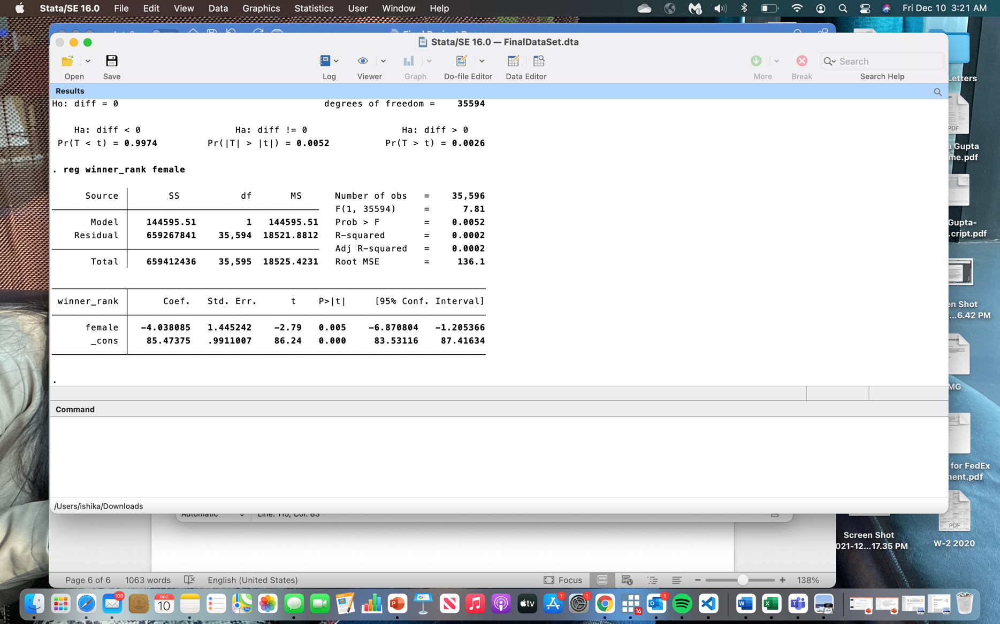 Stata/SE 16.0 File Edit View Data Graphics Statistics User Window Help Fri Dec 10 3:21 AM
Stata/SE 16.0 — FinalDataSet.dta
Open Save Log Viewer Graph Do-file Editor Data Editor More Break Search
Search Help
Results
Ho: diff = 0 degrees of freedom = 35594
Ha: diff < 0 Ha: diff != 0 Ha: diff > 0
Pr(T < t) = 0.9974 Pr(|T| > |t|) = 0.0052 Pr(T > t) = 0.0026
. reg winner_rank female
Source SS df MS Number of obs = 35,596
F(1, 35594) = 7.81
Model 144595.51 1 144595.51 Prob > F = 0.0052
Residual 659267841 35,594 18521.8812 R-squared = 0.0002
Adj R-squared = 0.0002
Total 659412436 35,595 18525.4231 Root MSE = 136.1
winner_rank Coef. Std. Err. t P>|t| [95% Conf. Interval]
female -4.038085 1.445242 -2.79 0.005 -6.870804 -1.205366
_cons 85.47375 .9911007 86.24 0.000 83.53116 87.41634
.
Command
/Users/ishika/Downloads
Automatic Line: 115, Col: 83
Page 6 of 6 1063 words English (United States) Focus 138%
Letters
PDF
a Gupta
me.pdf
Gupta-
.cript.pdf
en Shot
...6.42 PM
MG
for FedEx
nent.pdf
PDF
Screen Shot
021-12...17.35 PM
W-2 2020
109
DEC
10
tv
1
1
16
1